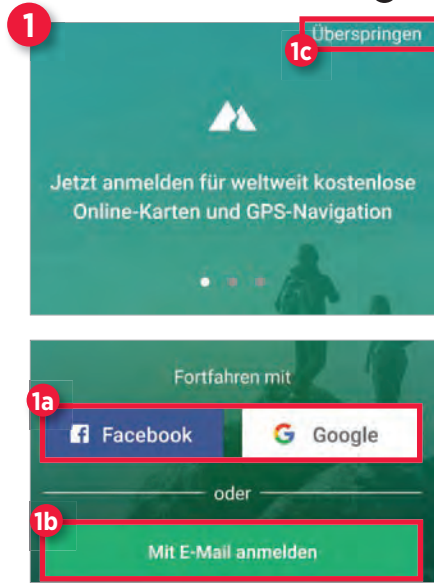 1
Überspringen
1c
Jetzt anmelden für weltweit kostenlose
Online-Karten und GPS-Navigation
Fortfahren mit
1a
Facebook
Google
oder
1b
Mit E-Mail anmelden